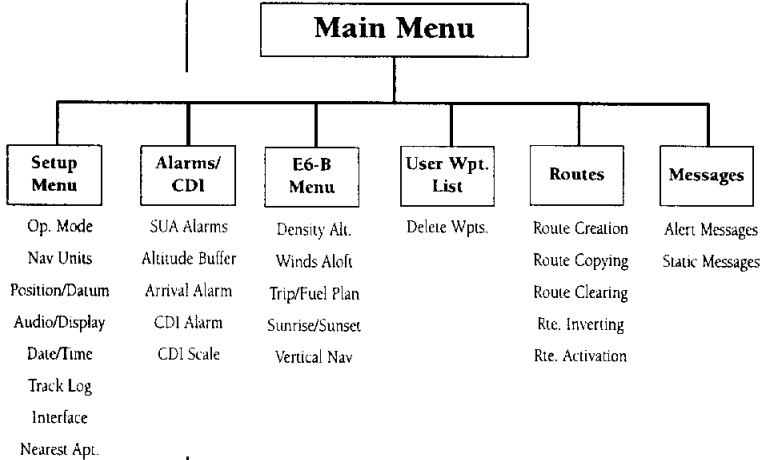 Main Menu
Setup
Menu
Op. Mode
Nav Units
Position/Datum
Audio/Display
Date/Time
Track Log
Interface
Nearest Apt.
Alarms/
CDI
SUA Alarms
Altitude Buffer
Arrival Alarm
CDI Alarm
CDI Scale
E6-B
Menu
Density Alt.
Winds Aloft
Trip/Fuel Plan
Sunrise/Sunset
Vertical Nav
User Wpt.
List
Delete Wpts.
Routes
Route Creation
Route Copying
Route Clearing
Rte. Inverting
Rte. Activation
Messages
Alert Messages
Static Messages